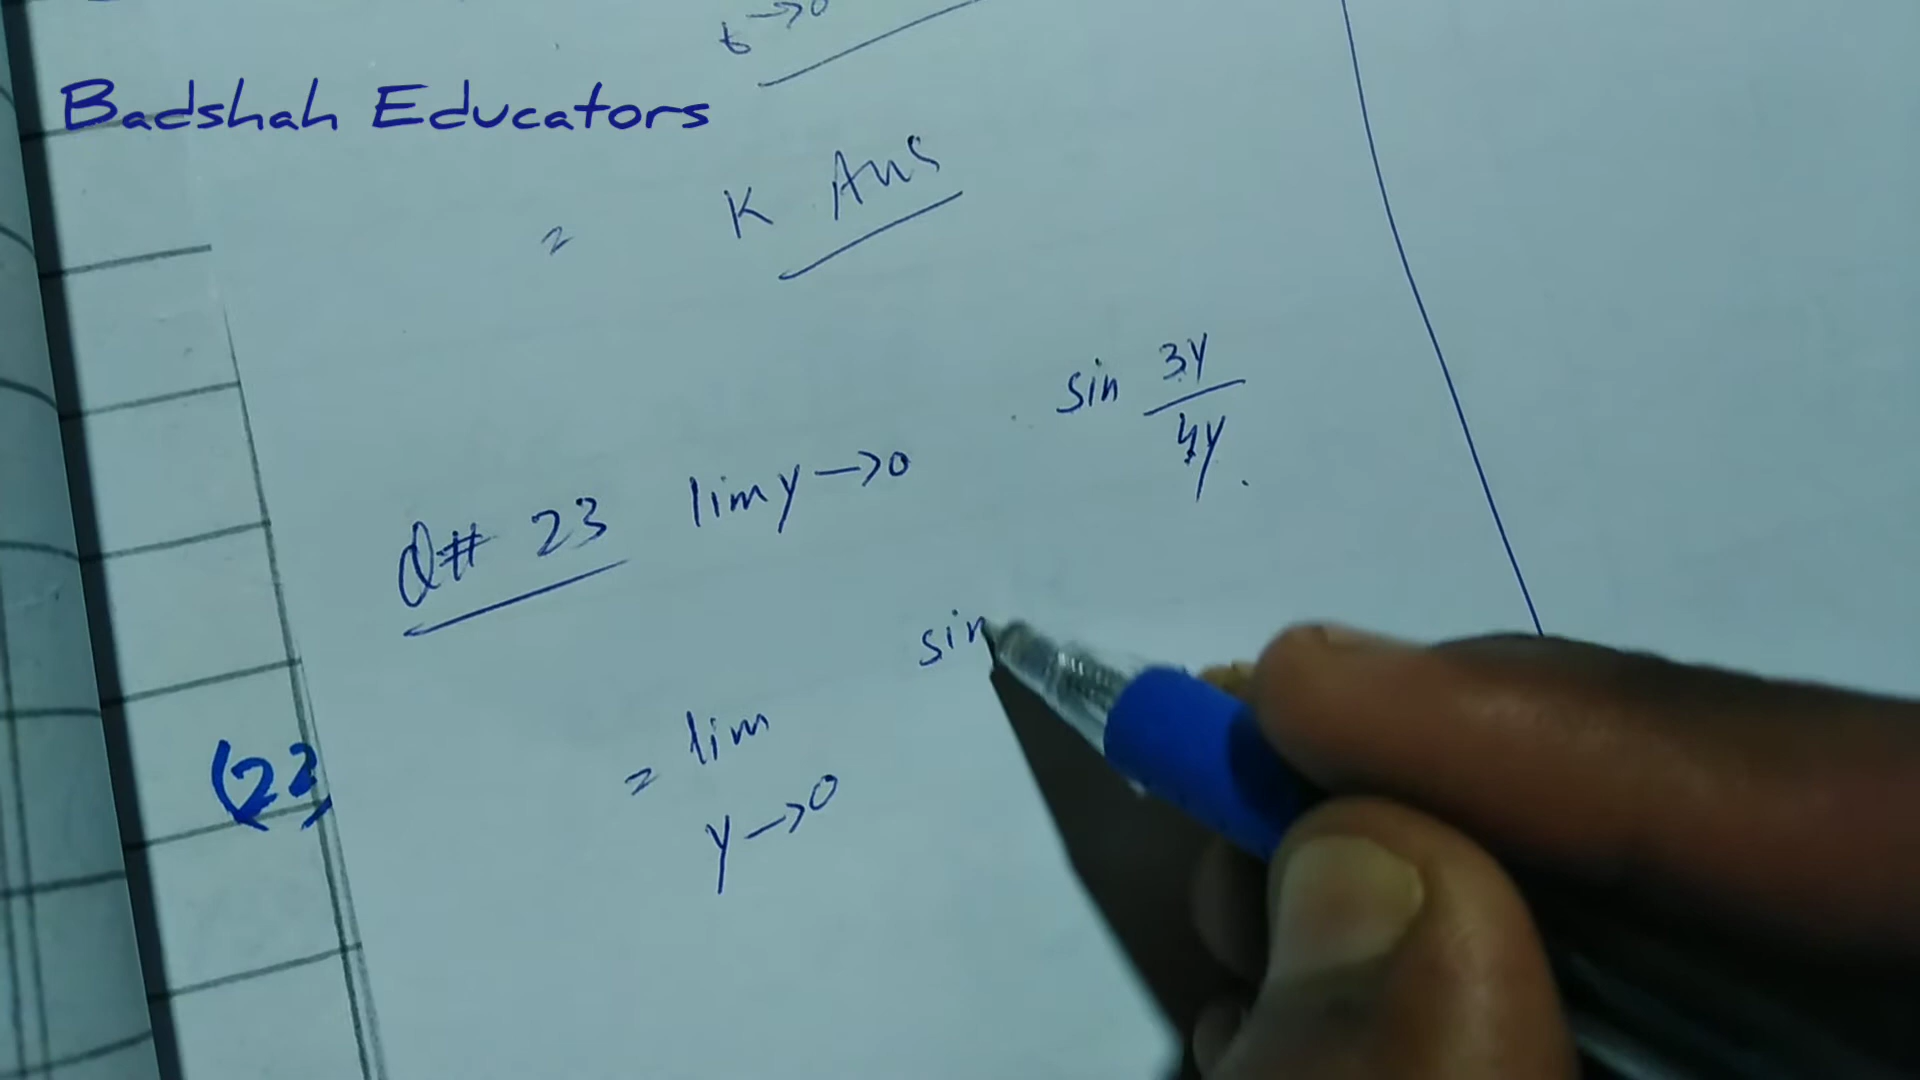 t→0
Badshah Educators
= K Ans
Q# 23 lim y→0 sin 3y/4y
= lim sin
y→0
(22)